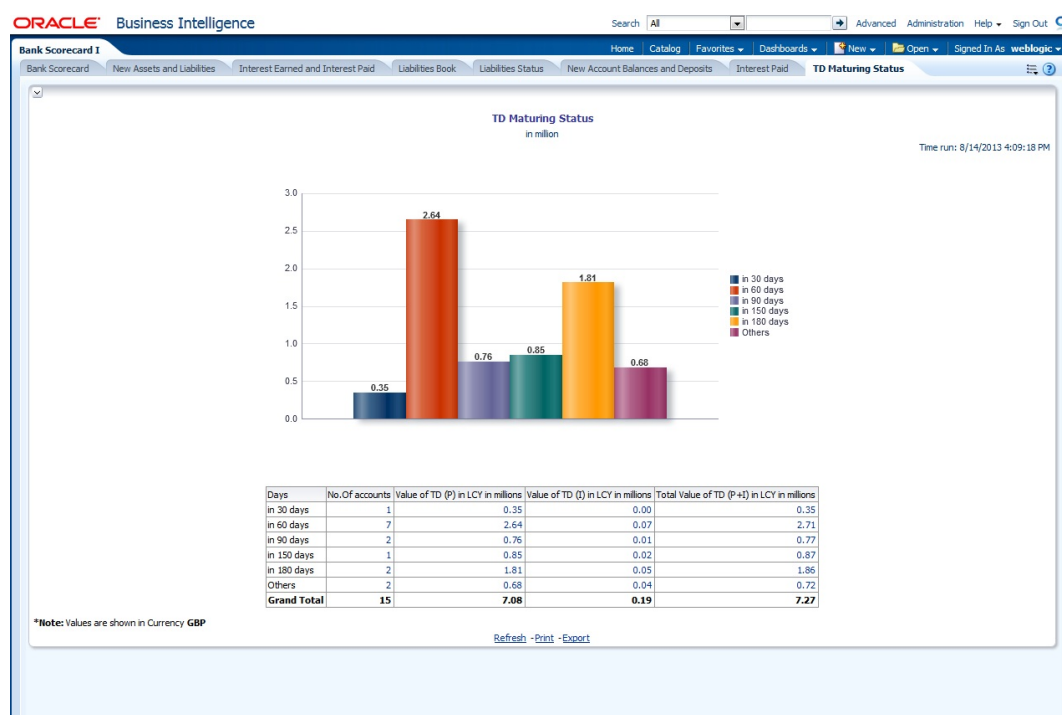 ORACLE Business Intelligence Search All Advanced Administration Help Sign Out
Bank Scorecard I Home Catalog Favorites Dashboards New Open Signed In As weblogic
Bank Scorecard New Assets and Liabilities Interest Earned and Interest Paid Liabilities Book Liabilities Status New Account Balances and Deposits Interest Paid TD Maturing Status
TD Maturing Status
in million
Time run: 8/14/2013 4:09:18 PM
3.0
2.64
2.5
2.0
1.81
in 30 days
in 60 days
in 90 days
in 150 days
in 180 days
Others
1.5
1.0
0.76 0.85
0.68
0.5
0.35
0.0
Days No.Of accounts Value of TD (P) in LCY in millions Value of TD (I) in LCY in millions Total Value of TD (P+I) in LCY in millions
in 30 days 1 0.35 0.00 0.35
in 60 days 7 2.64 0.07 2.71
in 90 days 2 0.76 0.01 0.77
in 150 days 1 0.85 0.02 0.87
in 180 days 2 1.81 0.05 1.86
Others 2 0.68 0.04 0.72
Grand Total 15 7.08 0.19 7.27
*Note: Values are shown in Currency GBP
Refresh - Print - Export